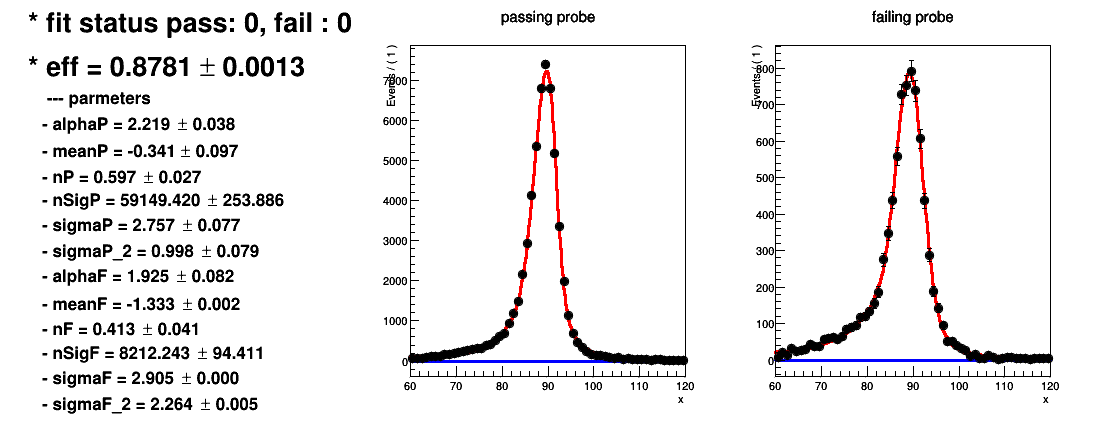 * fit status pass: 0, fail : 0
* eff = 0.8781 ± 0.0013
--- parmeters
- alphaP = 2.219 ± 0.038
- meanP = -0.341 ± 0.097
- nP = 0.597 ± 0.027
- nSigP = 59149.420 ± 253.886
- sigmaP = 2.757 ± 0.077
- sigmaP_2 = 0.998 ± 0.079
- alphaF = 1.925 ± 0.082
- meanF = -1.333 ± 0.002
- nF = 0.413 ± 0.041
- nSigF = 8212.243 ± 94.411
- sigmaF = 2.905 ± 0.000
- sigmaF_2 = 2.264 ± 0.005
passing probe
Events / ( 1 )
7000
6000
5000
4000
3000
2000
1000
0
60 70 80 90 100 110 120
x
failing probe
Events / ( 1 )
800
700
600
500
400
300
200
100
0
60 70 80 90 100 110 120
x